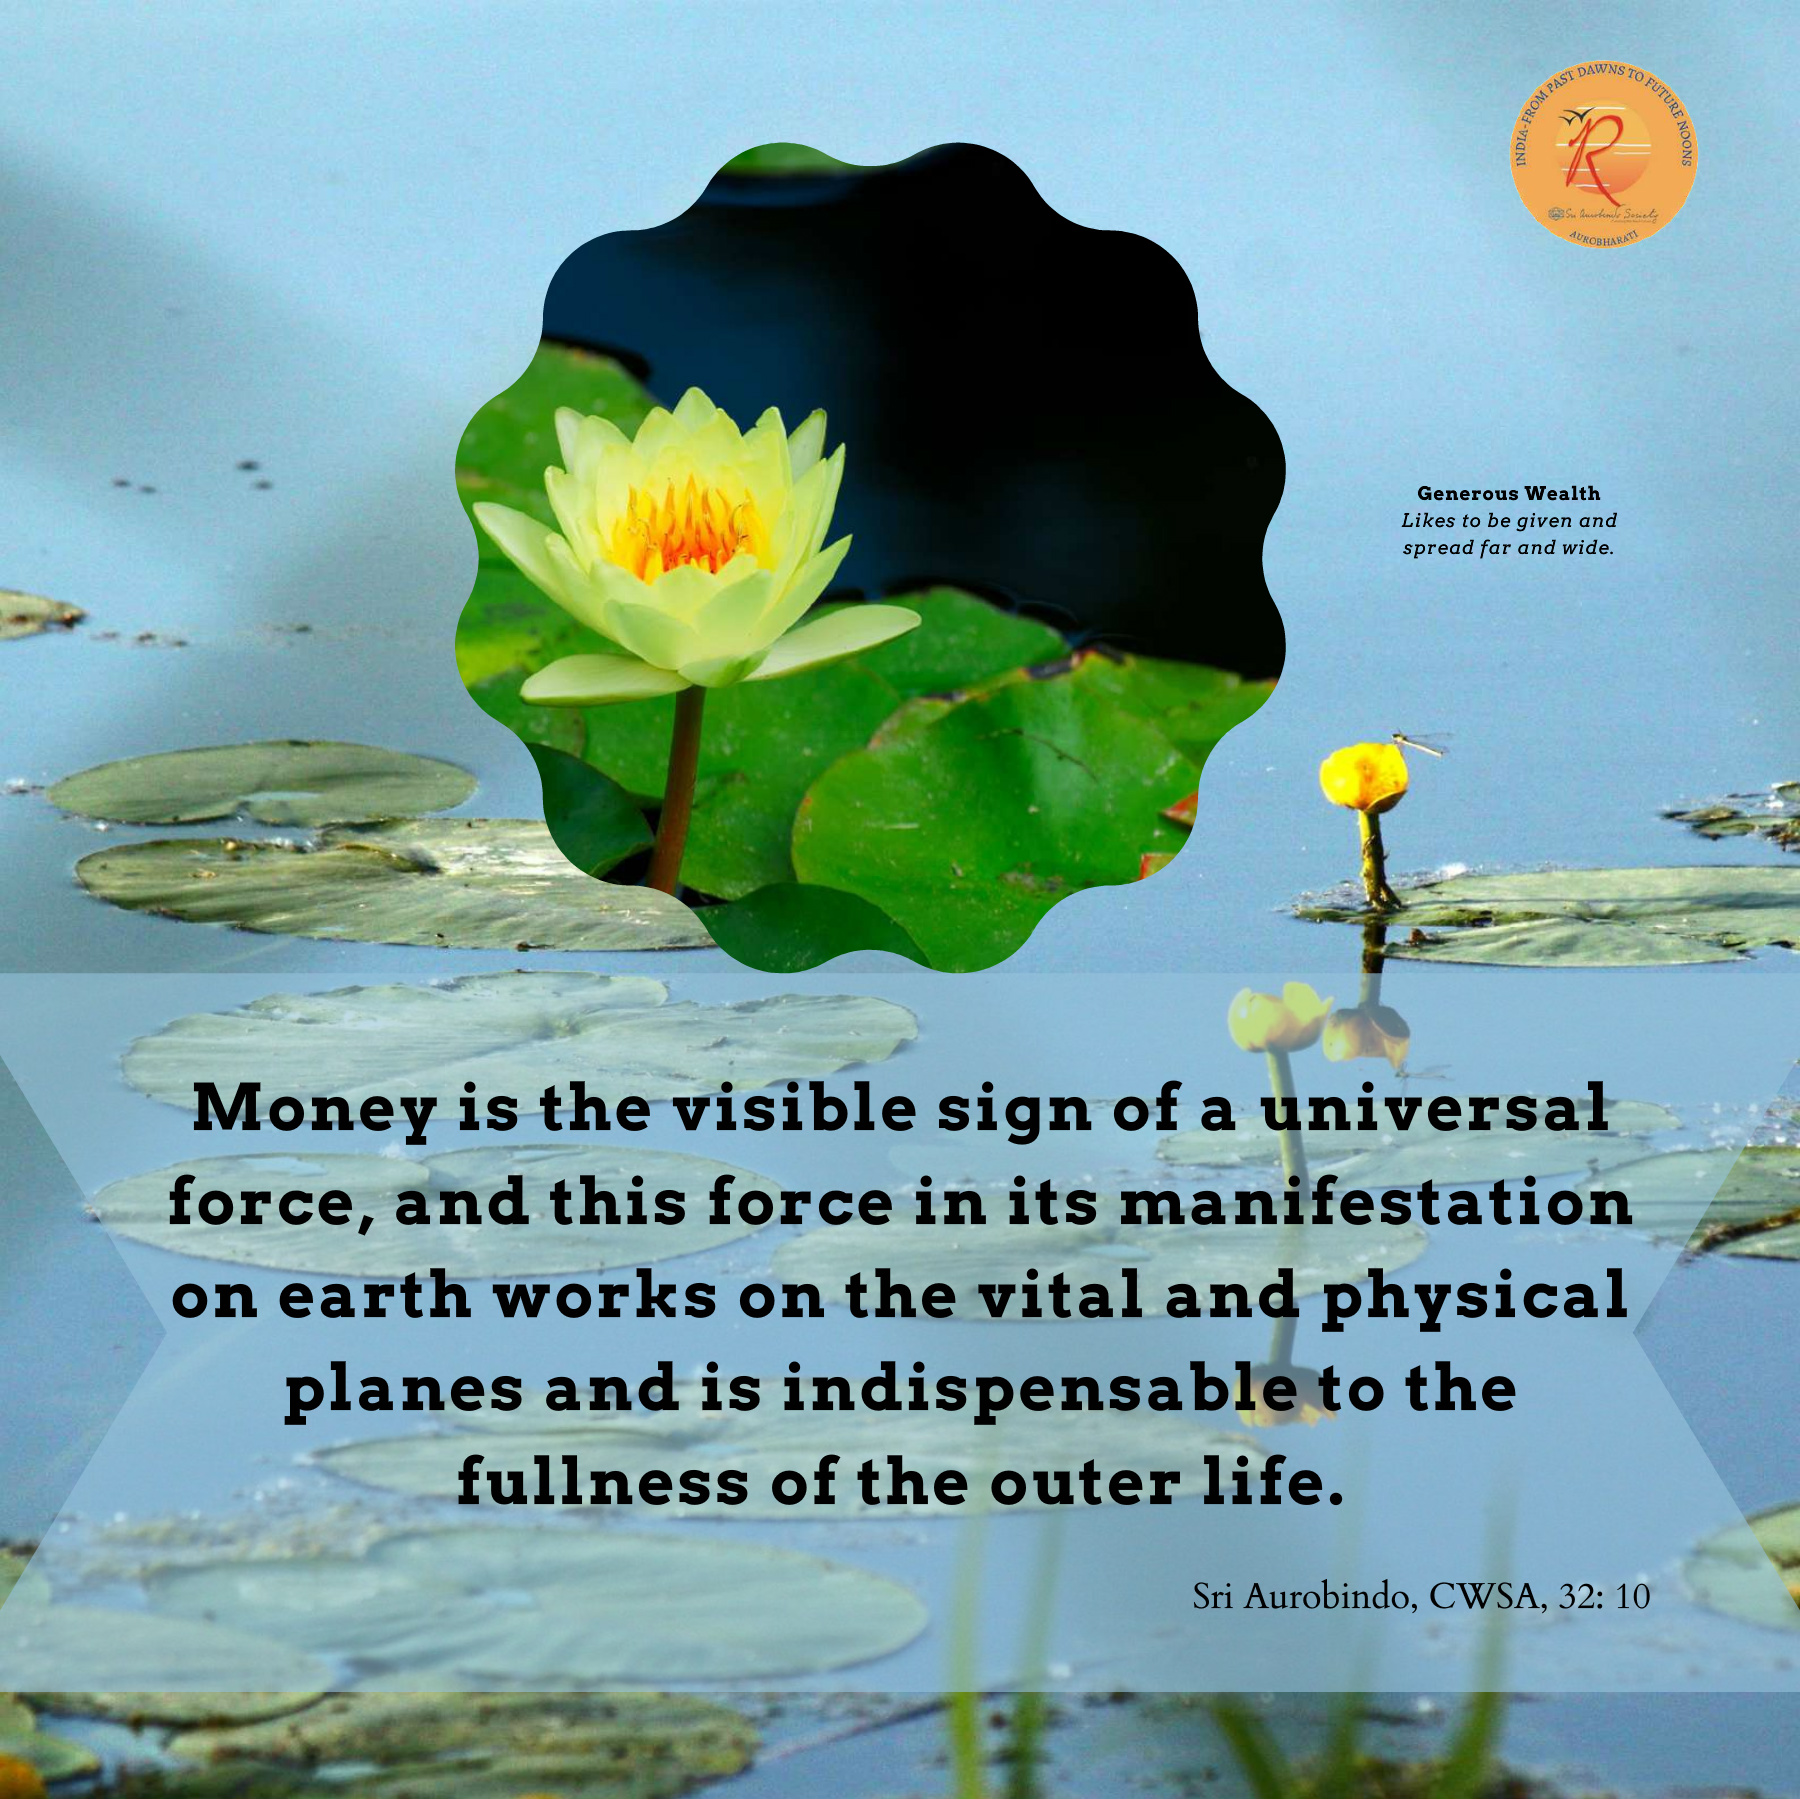 INDIA-FROM PAST DAWNS TO FUTURE NOONS
R
Sri Aurobindo Society
AUROBHARATI
Generous Wealth
Likes to be given and
spread far and wide.
Money is the visible sign of a universal
force, and this force in its manifestation
on earth works on the vital and physical
planes and is indispensable to the
fullness of the outer life.
Sri Aurobindo, CWSA, 32: 10